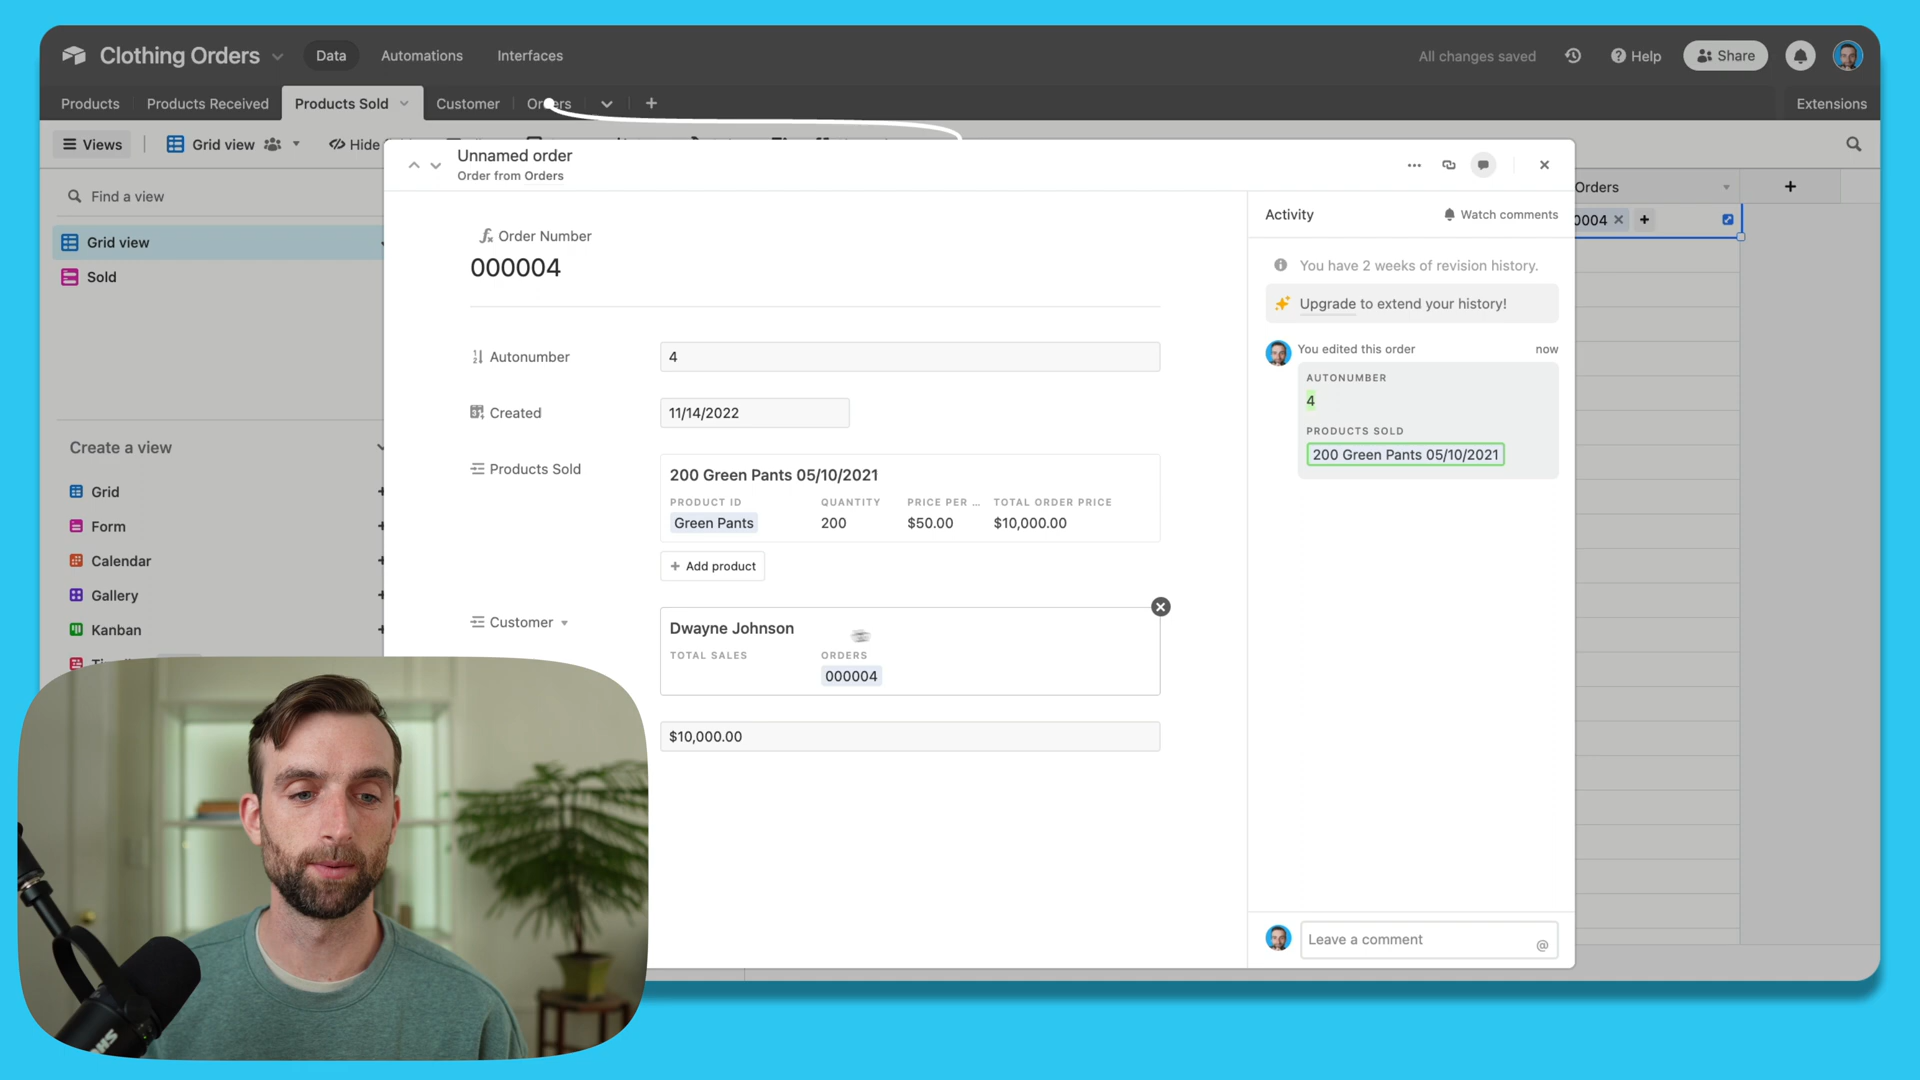 Clothing Orders
Data
Automations
Interfaces
All changes saved
Help
Share
Products
Products Received
Products Sold
Customer
Orders
Extensions
Views
Grid view
Hide
Unnamed order
Order from Orders
Orders
Find a view
Grid view
Sold
0004
Order Number
000004
Activity
Watch comments
You have 2 weeks of revision history.
Upgrade to extend your history!
Autonumber
4
You edited this order
now
AUTONUMBER
4
Created
11/14/2022
PRODUCTS SOLD
200 Green Pants 05/10/2021
Create a view
Grid
Form
Calendar
Gallery
Kanban
Products Sold
200 Green Pants 05/10/2021
PRODUCT ID
QUANTITY
PRICE PER ...
TOTAL ORDER PRICE
Green Pants
200
$50.00
$10,000.00
Add product
Customer
Dwayne Johnson
TOTAL SALES
ORDERS
000004
$10,000.00
Leave a comment
@